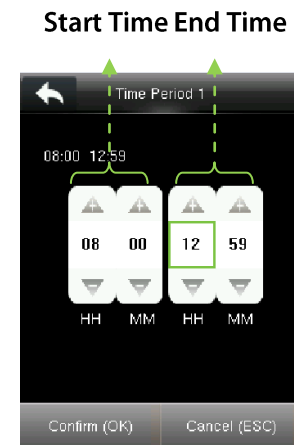 Start Time End Time
Time Period 1
08:00 12:59
08 00 12 59
HH MM HH MM
Confirm (OK) Cancel (ESC)